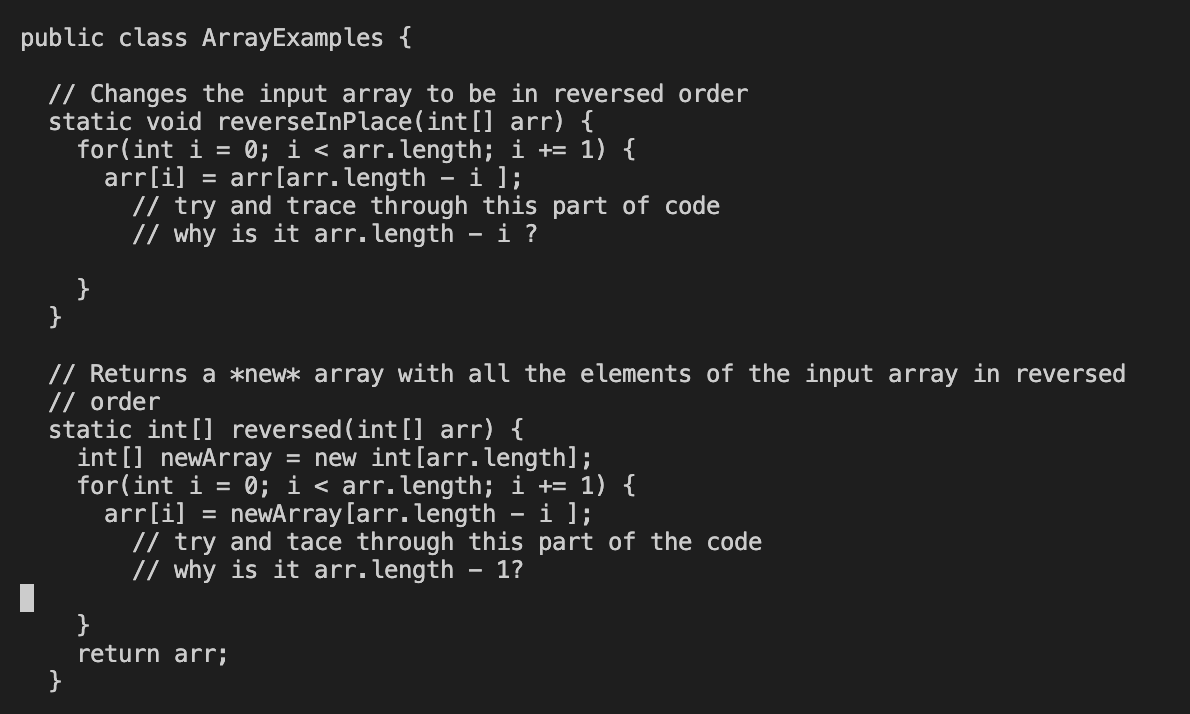 public class ArrayExamples {
// Changes the input array to be in reversed order
static void reverseInPlace(int[] arr) {
for(int i = 0; i < arr.length; i += 1) {
arr[i] = arr[arr.length - i ];
// try and trace through this part of code
// why is it arr.length - i ?
}
}
// Returns a *new* array with all the elements of the input array in reversed
// order
static int[] reversed(int[] arr) {
int[] newArray = new int[arr.length];
for(int i = 0; i < arr.length; i += 1) {
arr[i] = newArray[arr.length - i ];
// try and tace through this part of the code
// why is it arr.length - 1?
}
return arr;
}